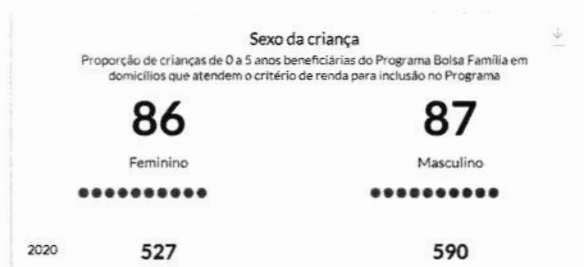 Sexo da criança
Proporção de crianças de 0 a 5 anos beneficiárias do Programa Bolsa Família em
domicílios que atendem o critério de renda para inclusão no Programa
86 87
Feminino Masculino
2020 527 590